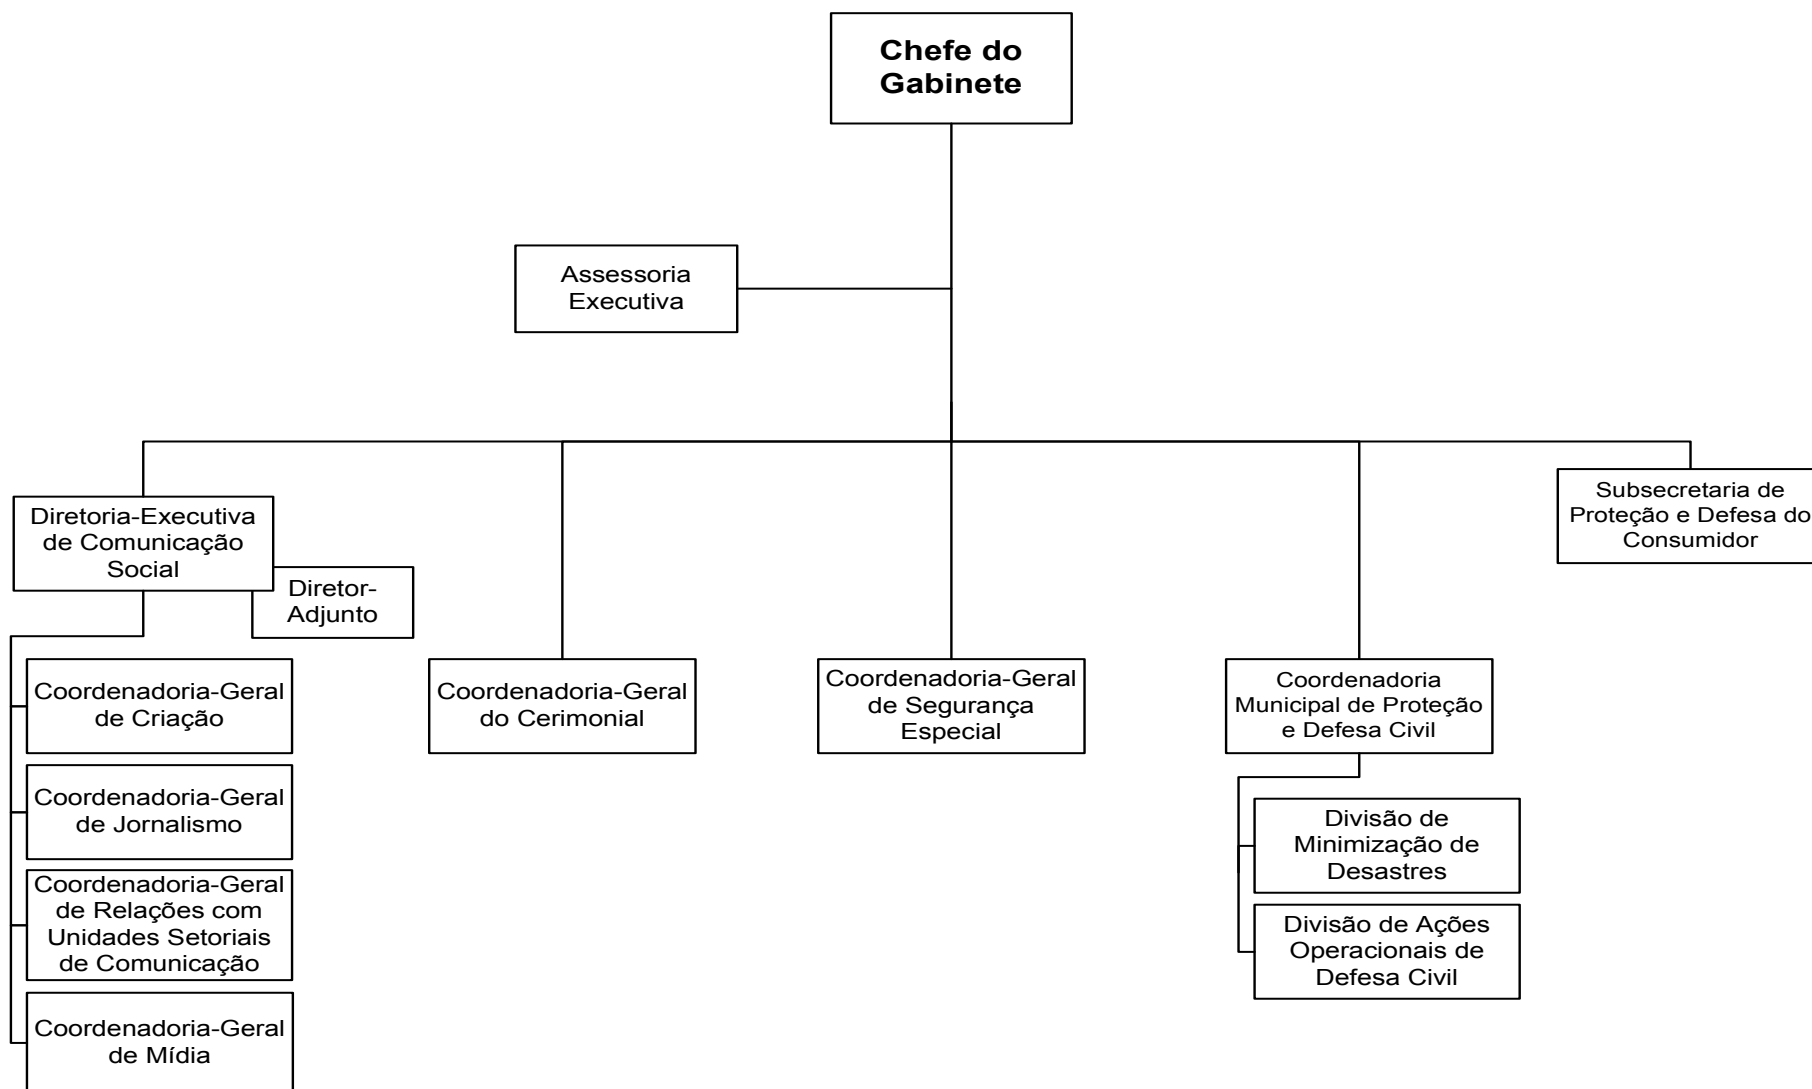 Chefe do
Gabinete
Assessoria
Executiva
Diretoria-Executiva
de Comunicação
Social
Diretor-
Adjunto
Subsecretaria de
Proteção e Defesa do
Consumidor
Coordenadoria-Geral
de Criação
Coordenadoria-Geral
do Cerimonial
Coordenadoria-Geral
de Segurança
Especial
Coordenadoria
Municipal de Proteção
e Defesa Civil
Coordenadoria-Geral
de Jornalismo
Divisão de
Minimização de
Desastres
Coordenadoria-Geral
de Relações com
Unidades Setoriais
de Comunicação
Divisão de Ações
Operacionais de
Defesa Civil
Coordenadoria-Geral
de Mídia